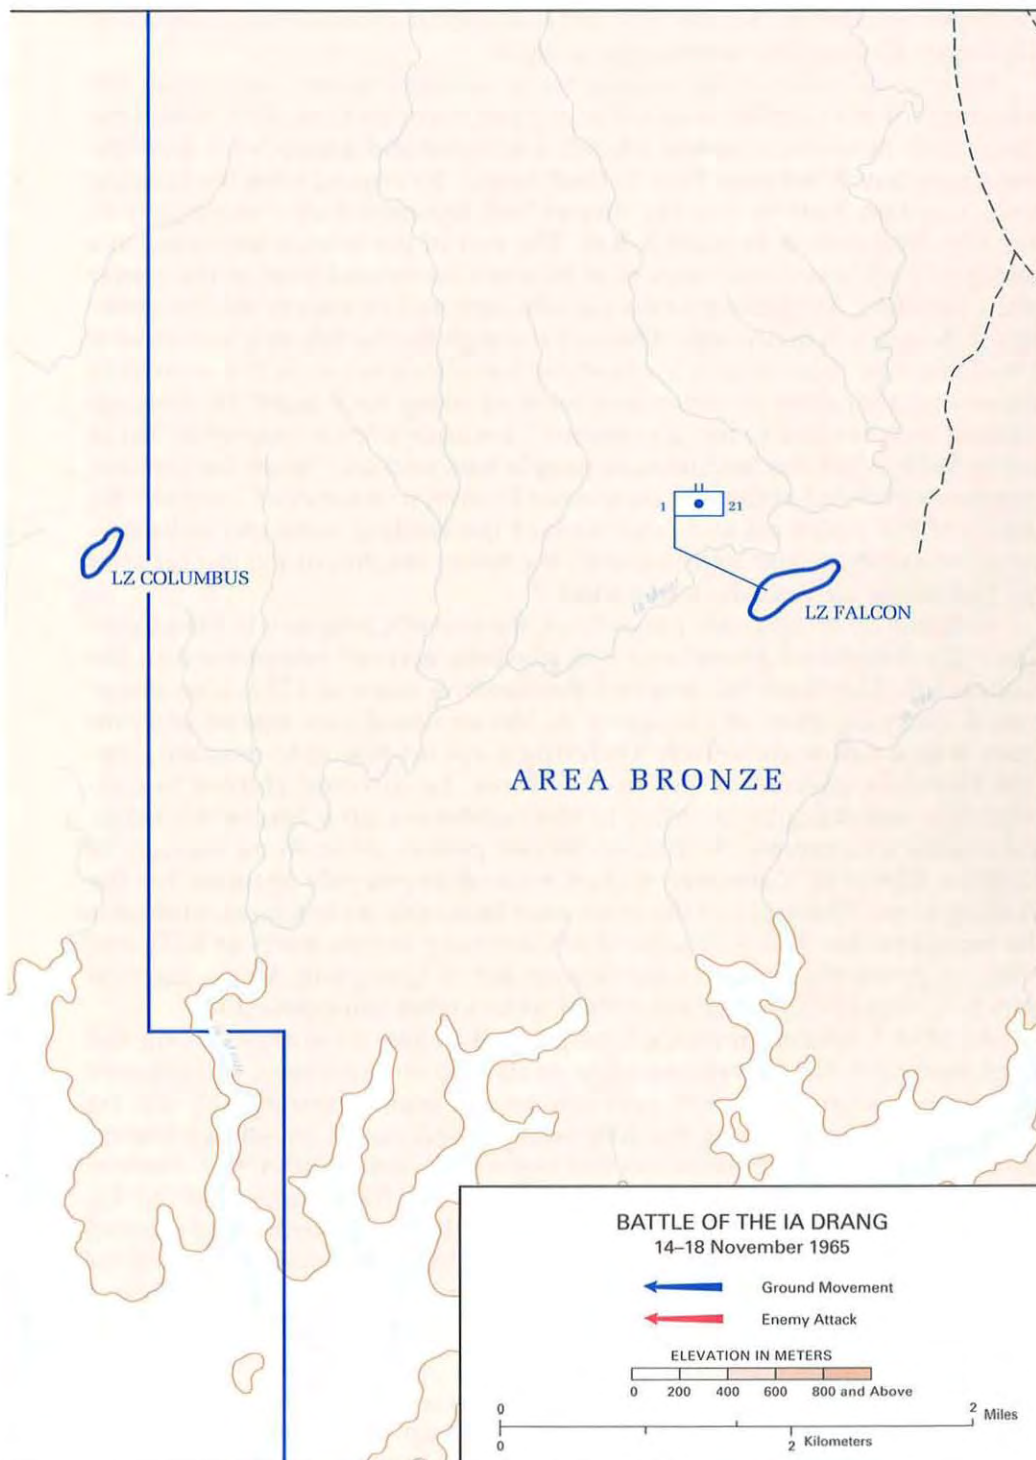 1 21
LZ COLUMBUS
LZ FALCON
AREA BRONZE
BATTLE OF THE IA DRANG
14–18 November 1965
Ground Movement
Enemy Attack
ELEVATION IN METERS
0 200 400 600 800 and Above
0 2 Miles
0 2 Kilometers